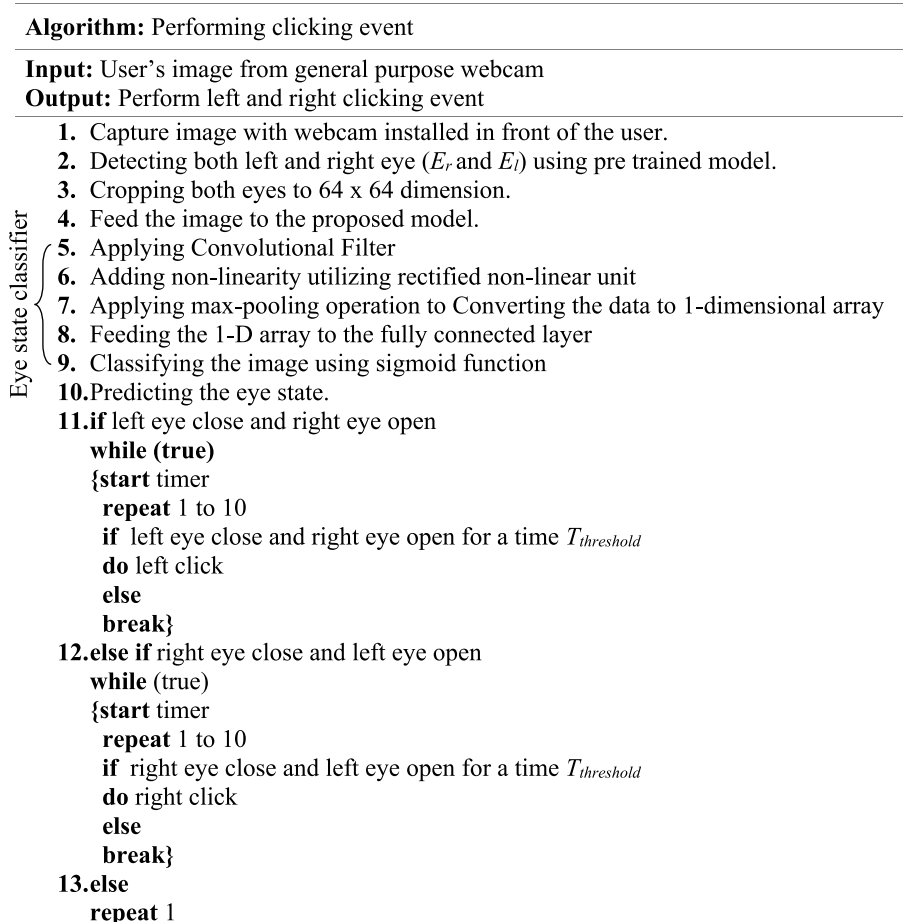 Algorithm: Performing clicking event
Input: User’s image from general purpose webcam
Output: Perform left and right clicking event
1. Capture image with webcam installed in front of the user.
2. Detecting both left and right eye (Er and El) using pre trained model.
3. Cropping both eyes to 64 x 64 dimension.
4. Feed the image to the proposed model.
Eye state classifier
5. Applying Convolutional Filter
6. Adding non-linearity utilizing rectified non-linear unit
7. Applying max-pooling operation to Converting the data to 1-dimensional array
8. Feeding the 1-D array to the fully connected layer
9. Classifying the image using sigmoid function
10.Predicting the eye state.
11.if left eye close and right eye open
while (true)
{start timer
repeat 1 to 10
if left eye close and right eye open for a time Tthreshold
do left click
else
break}
12.else if right eye close and left eye open
while (true)
{start timer
repeat 1 to 10
if right eye close and left eye open for a time Tthreshold
do right click
else
break}
13.else
repeat 1